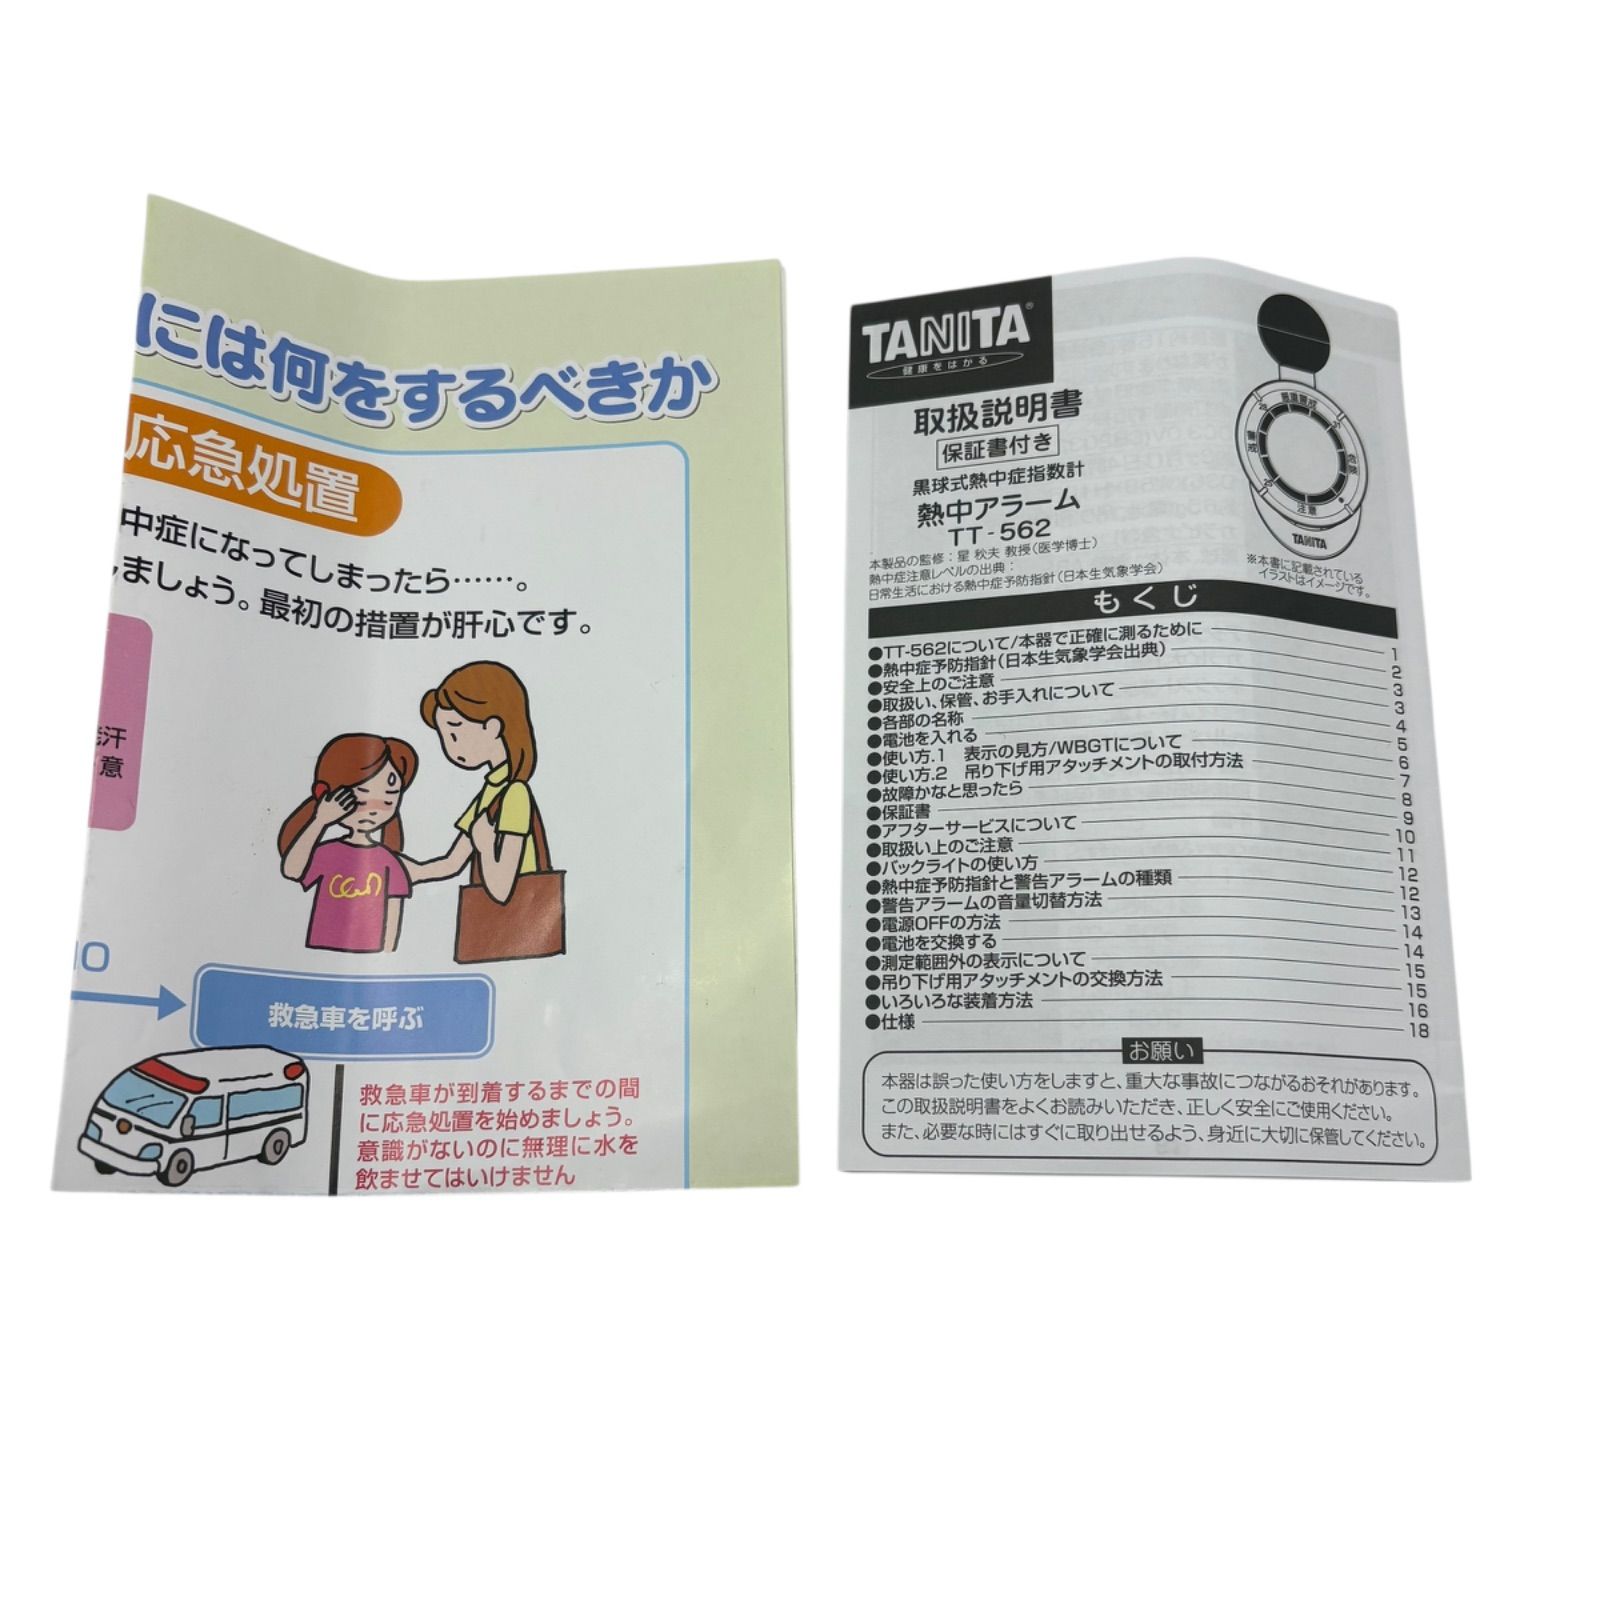 には何をするべきか
応急処置
中症になってしまったら……。
ましょう。最初の措置が肝心です。
汗
意
救急車を呼ぶ
救急車が到着するまでの間
に応急処置を始めましょう。
意識がないのに無理に水を
飲ませてはいけません
TANITA®
健康をはかる
取扱説明書
保証書付き
黒球式熱中症指数計
熱中アラーム
TT-562
本製品の監修：星 秋夫 教授(医学博士)
熱中症注意レベルの出典：
日常生活における熱中症予防指針(日本生気象学会)
厳重警戒
警戒
危険
注意
TANITA
※本書に記載されている
イラストはイメージです。
もくじ
●TT-562について/本器で正確に測るために 1
●熱中症予防指針(日本生気象学会出典) 2
●安全上のご注意 3
●取扱い、保管、お手入れについて 3
●各部の名称 4
●電池を入れる 5
●使い方.1 表示の見方/WBGTについて 6
●使い方.2 吊り下げ用アタッチメントの取付方法 7
●故障かなと思ったら 8
●保証書 9
●アフターサービスについて 10
●取扱い上のご注意 11
●バックライトの使い方 12
●熱中症予防指針と警告アラームの種類 12
●警告アラームの音量切替方法 13
●電源OFFの方法 14
●電池を交換する 14
●測定範囲外の表示について 15
●吊り下げ用アタッチメントの交換方法 15
●いろいろな装着方法 16
●仕様 18
お願い
本器は誤った使い方をしますと、重大な事故につながるおそれがあります。
この取扱説明書をよくお読みいただき、正しく安全にご使用ください。
また、必要な時にはすぐに取り出せるよう、身近に大切に保管してください。